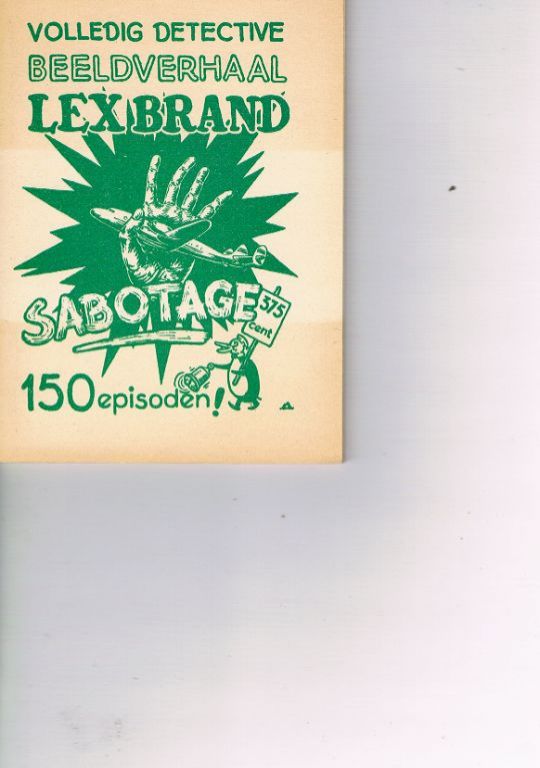 VOLLEDIG DETECTIVE
BEELDVERHAAL
LEX BRAND
SABOTAGE
375
cent
150 episoden!